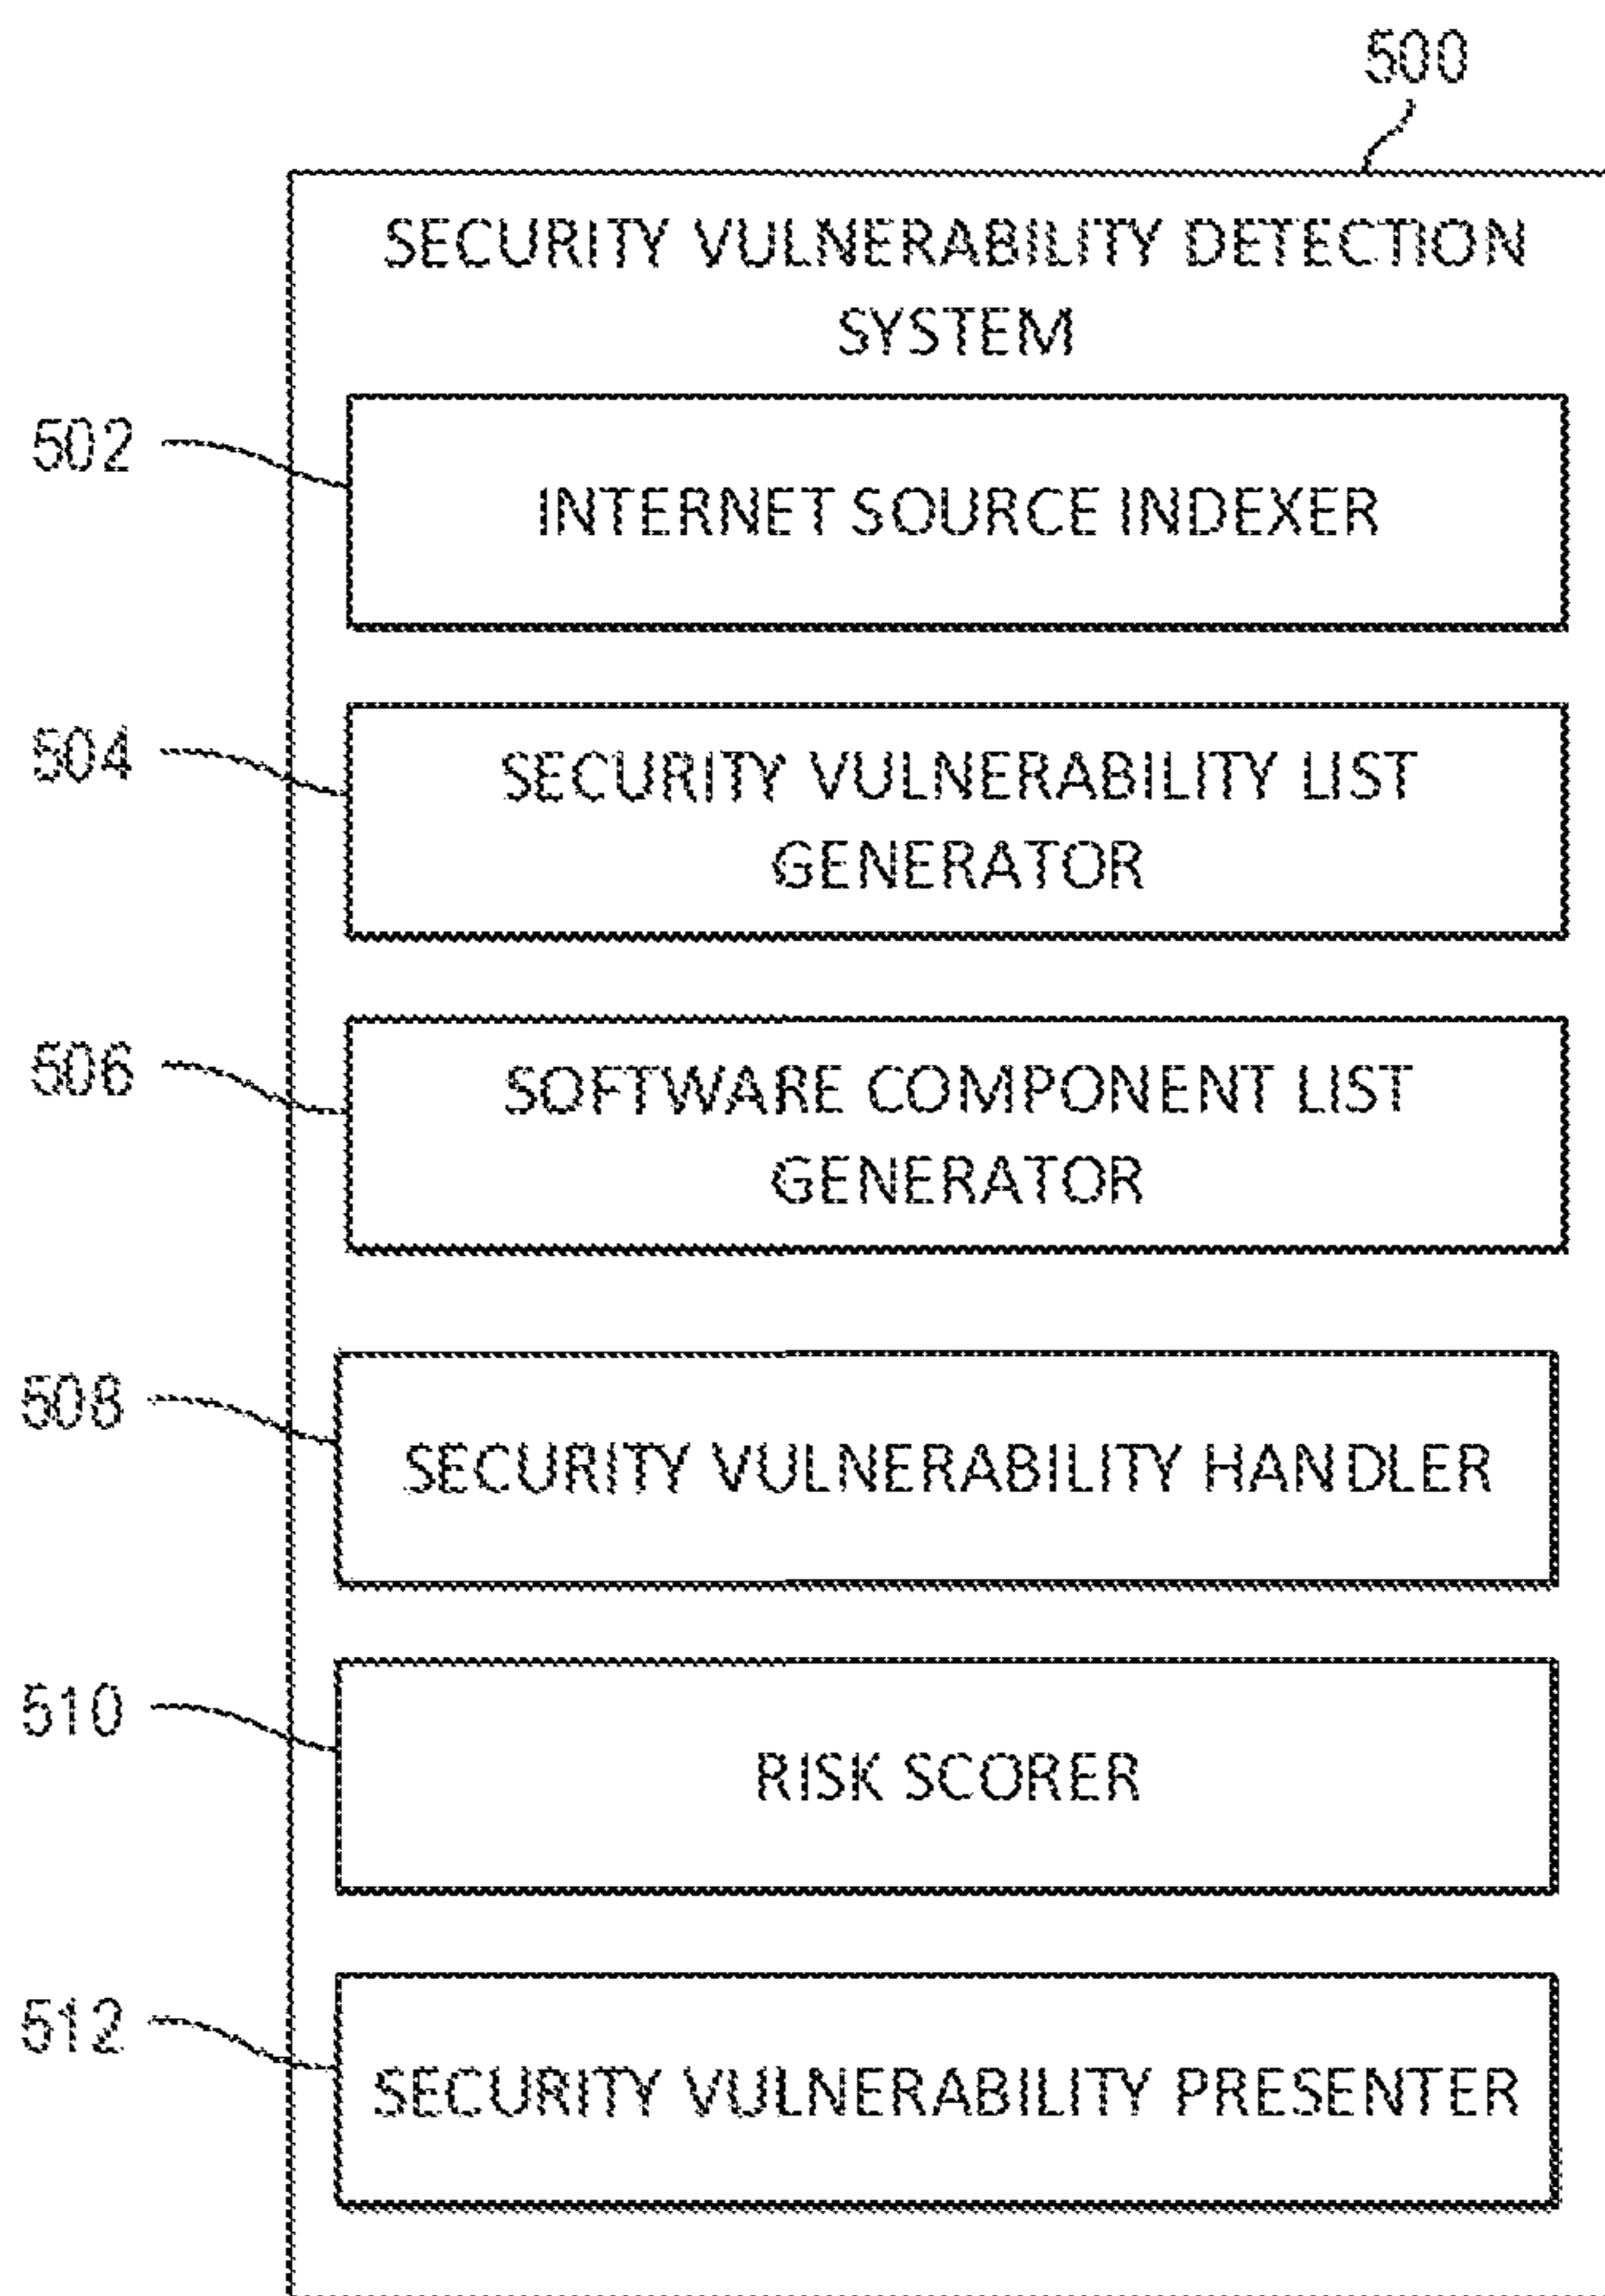 500
SECURITY VULNERABILITY DETECTION
SYSTEM
502
INTERNET SOURCE INDEXER
504
SECURITY VULNERABILITY LIST
GENERATOR
506
SOFTWARE COMPONENT LIST
GENERATOR
508
SECURITY VULNERABILITY HANDLER
510
RISK SCORER
512
SECURITY VULNERABILITY PRESENTER